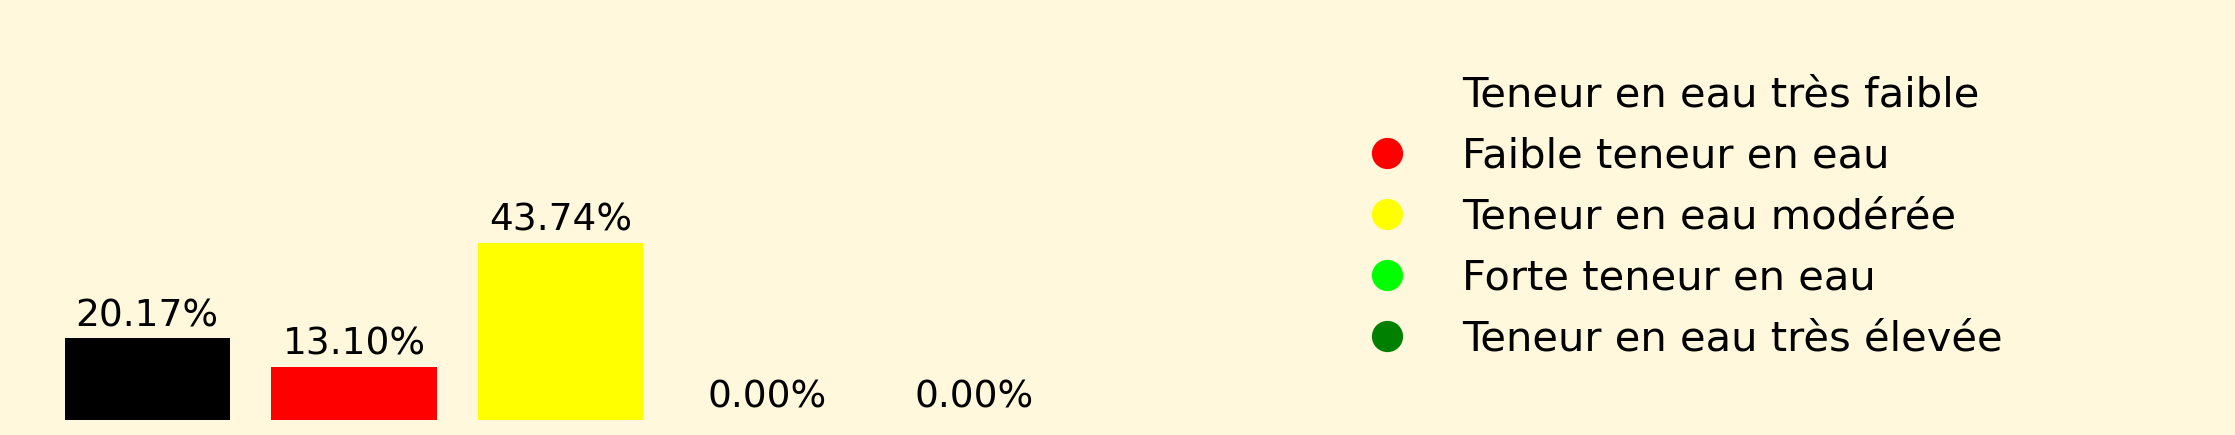 20.17%
13.10%
43.74%
0.00%
0.00%
Teneur en eau très faible
Faible teneur en eau
Teneur en eau modérée
Forte teneur en eau
Teneur en eau très élevée